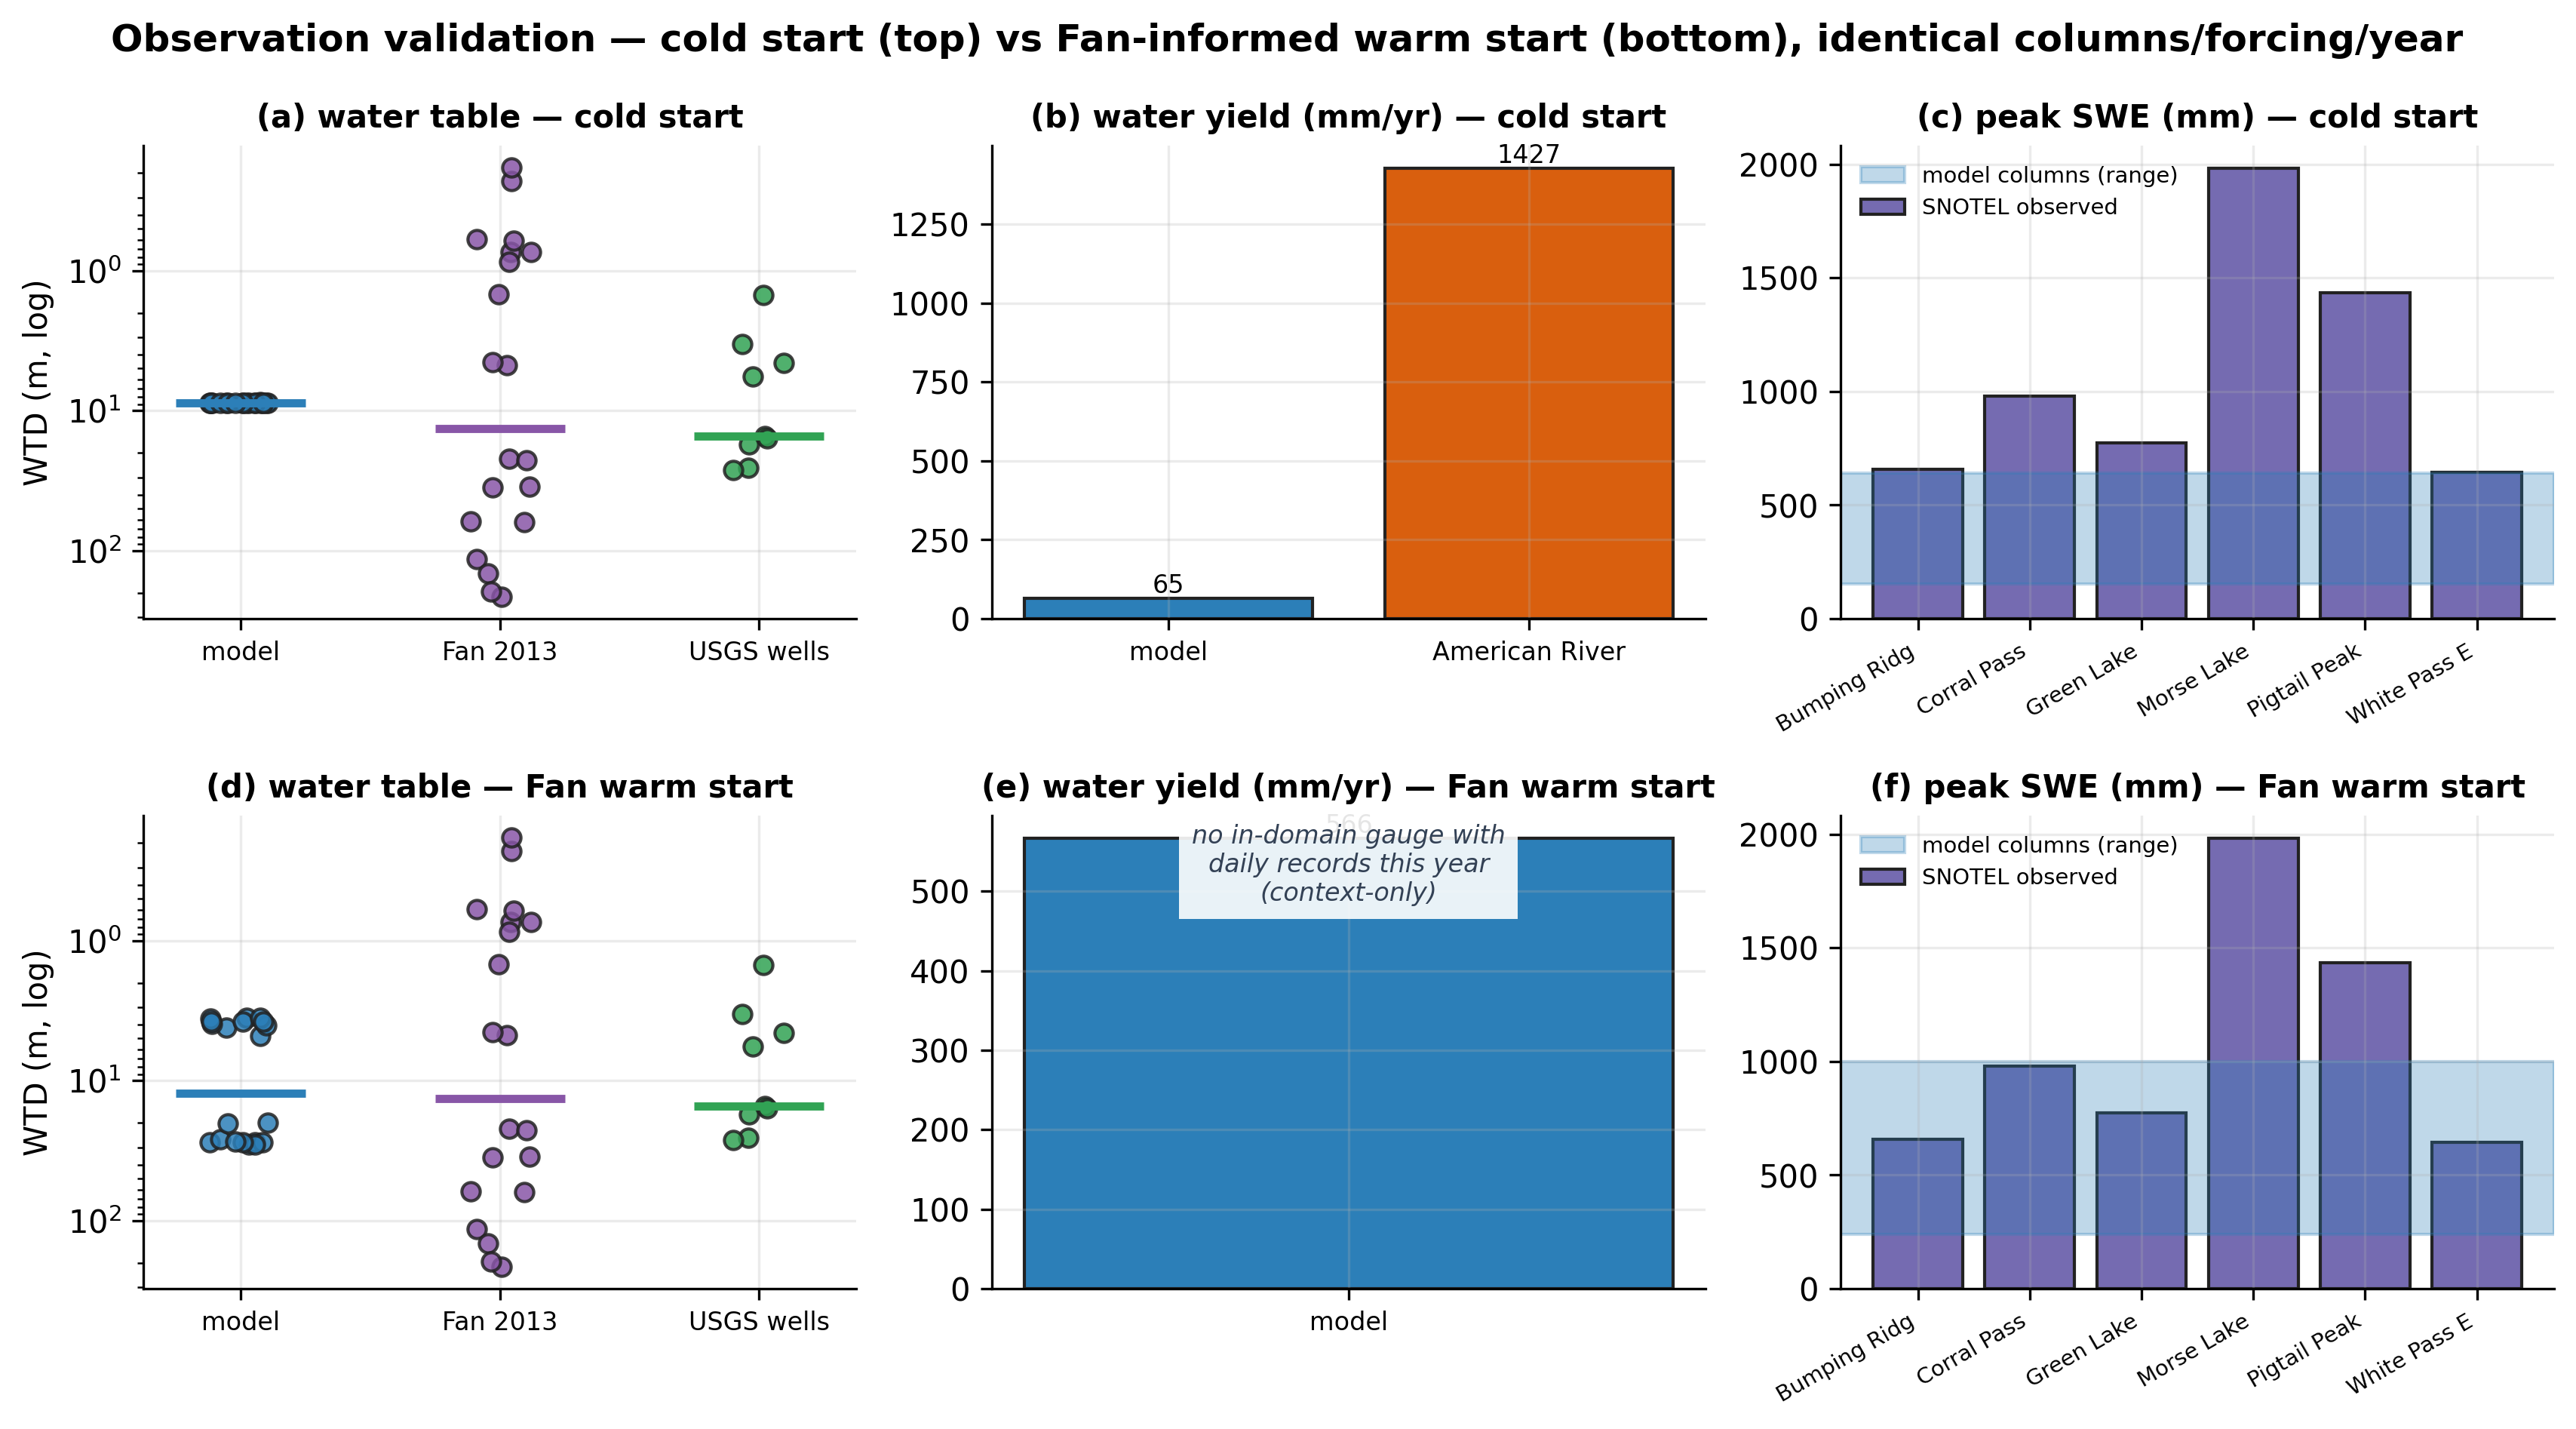 Observation validation — cold start (top) vs Fan-informed warm start (bottom), identical columns/forcing/year
(a) water table — cold start
WTD (m, log)
10⁰
10¹
10²
model
Fan 2013
USGS wells
(b) water yield (mm/yr) — cold start
1427
65
1250
1000
750
500
250
0
model
American River
(c) peak SWE (mm) — cold start
model columns (range)
SNOTEL observed
2000
1500
1000
500
0
Bumping Ridg
Corral Pass
Green Lake
Morse Lake
Pigtail Peak
White Pass E
(d) water table — Fan warm start
WTD (m, log)
10⁰
10¹
10²
model
Fan 2013
USGS wells
(e) water yield (mm/yr) — Fan warm start
566
no in-domain gauge with
daily records this year
(context-only)
500
400
300
200
100
0
model
(f) peak SWE (mm) — Fan warm start
model columns (range)
SNOTEL observed
2000
1500
1000
500
0
Bumping Ridg
Corral Pass
Green Lake
Morse Lake
Pigtail Peak
White Pass E